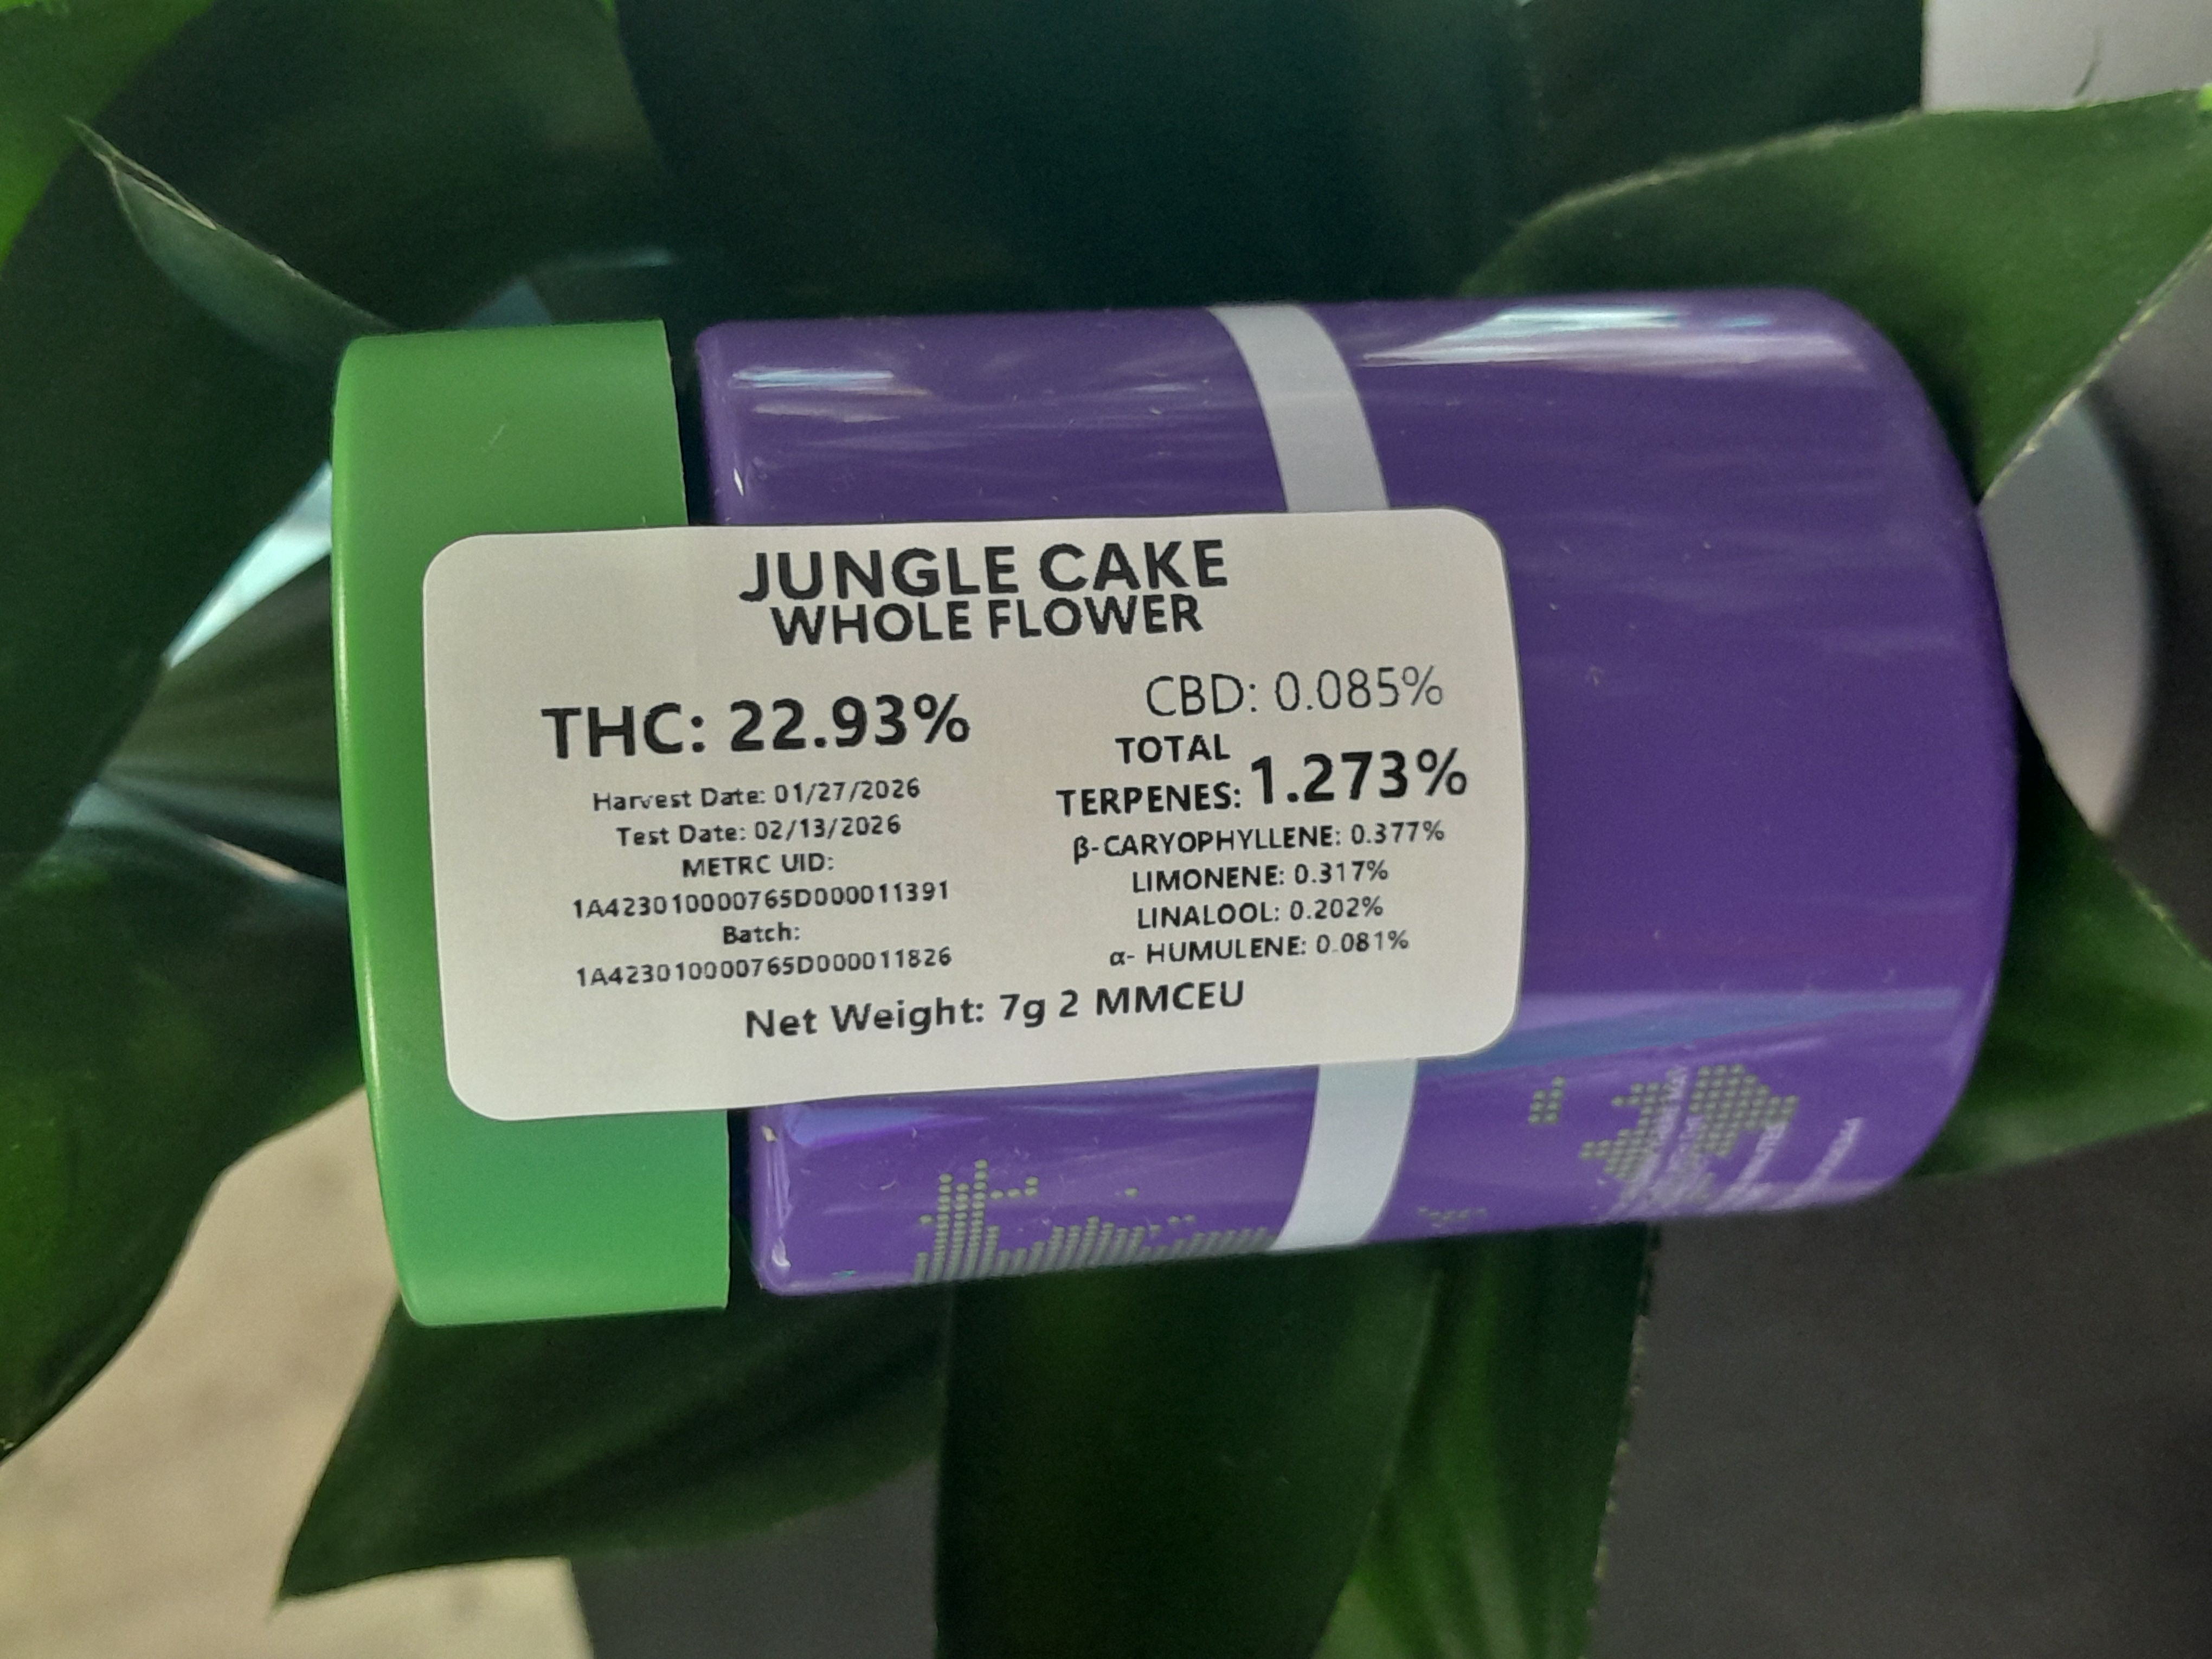 JUNGLE CAKE
WHOLE FLOWER
THC: 22.93%
Harvest Date: 01/27/2026
Test Date: 02/13/2026
METRC UID:
1A423010000765D000011391
Batch:
1A423010000765D000011826
CBD: 0.085%
TOTAL
TERPENES: 1.273%
β-CARYOPHYLLENE: 0.377%
LIMONENE: 0.317%
LINALOOL: 0.202%
α- HUMULENE: 0.081%
Net Weight: 7g 2 MMCEU